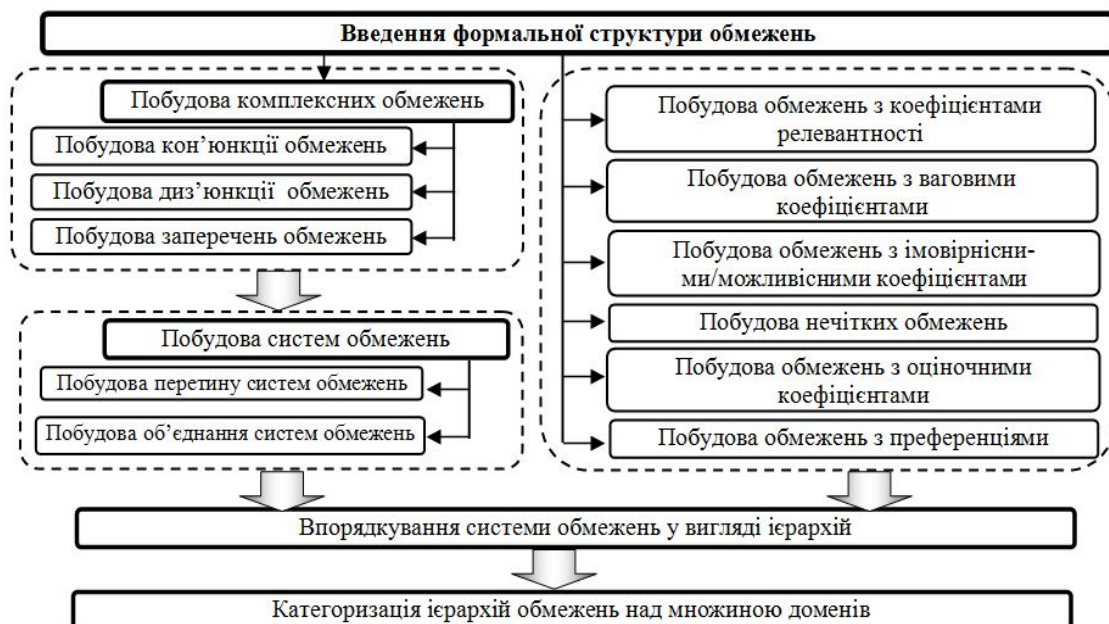 Введення формальної структури обмежень
Побудова комплексних обмежень
Побудова кон’юнкції обмежень
Побудова диз’юнкції обмежень
Побудова заперечень обмежень
Побудова систем обмежень
Побудова перетину систем обмежень
Побудова об’єднання систем обмежень
Побудова обмежень з коефіцієнтами
релевантності
Побудова обмежень з ваговими
коефіцієнтами
Побудова обмежень з імовірнісни-
ми/можливісними коефіцієнтами
Побудова нечітких обмежень
Побудова обмежень з оціночними
коефіцієнтами
Побудова обмежень з преференціями
Впорядкування системи обмежень у вигляді ієрархій
Категоризація ієрархій обмежень над множиною доменів